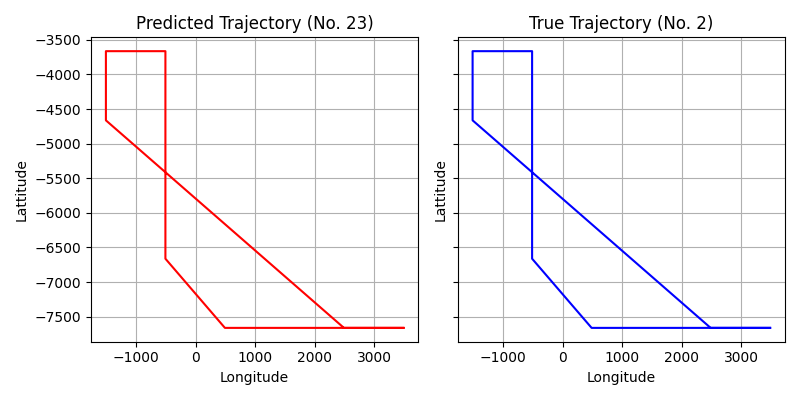 Predicted Trajectory (No. 23)
True Trajectory (No. 2)
−3500
−4000
−4500
−5000
−5500
−6000
−6500
−7000
−7500
Lattitude
Lattitude
−1000 0 1000 2000 3000
−1000 0 1000 2000 3000
Longitude
Longitude